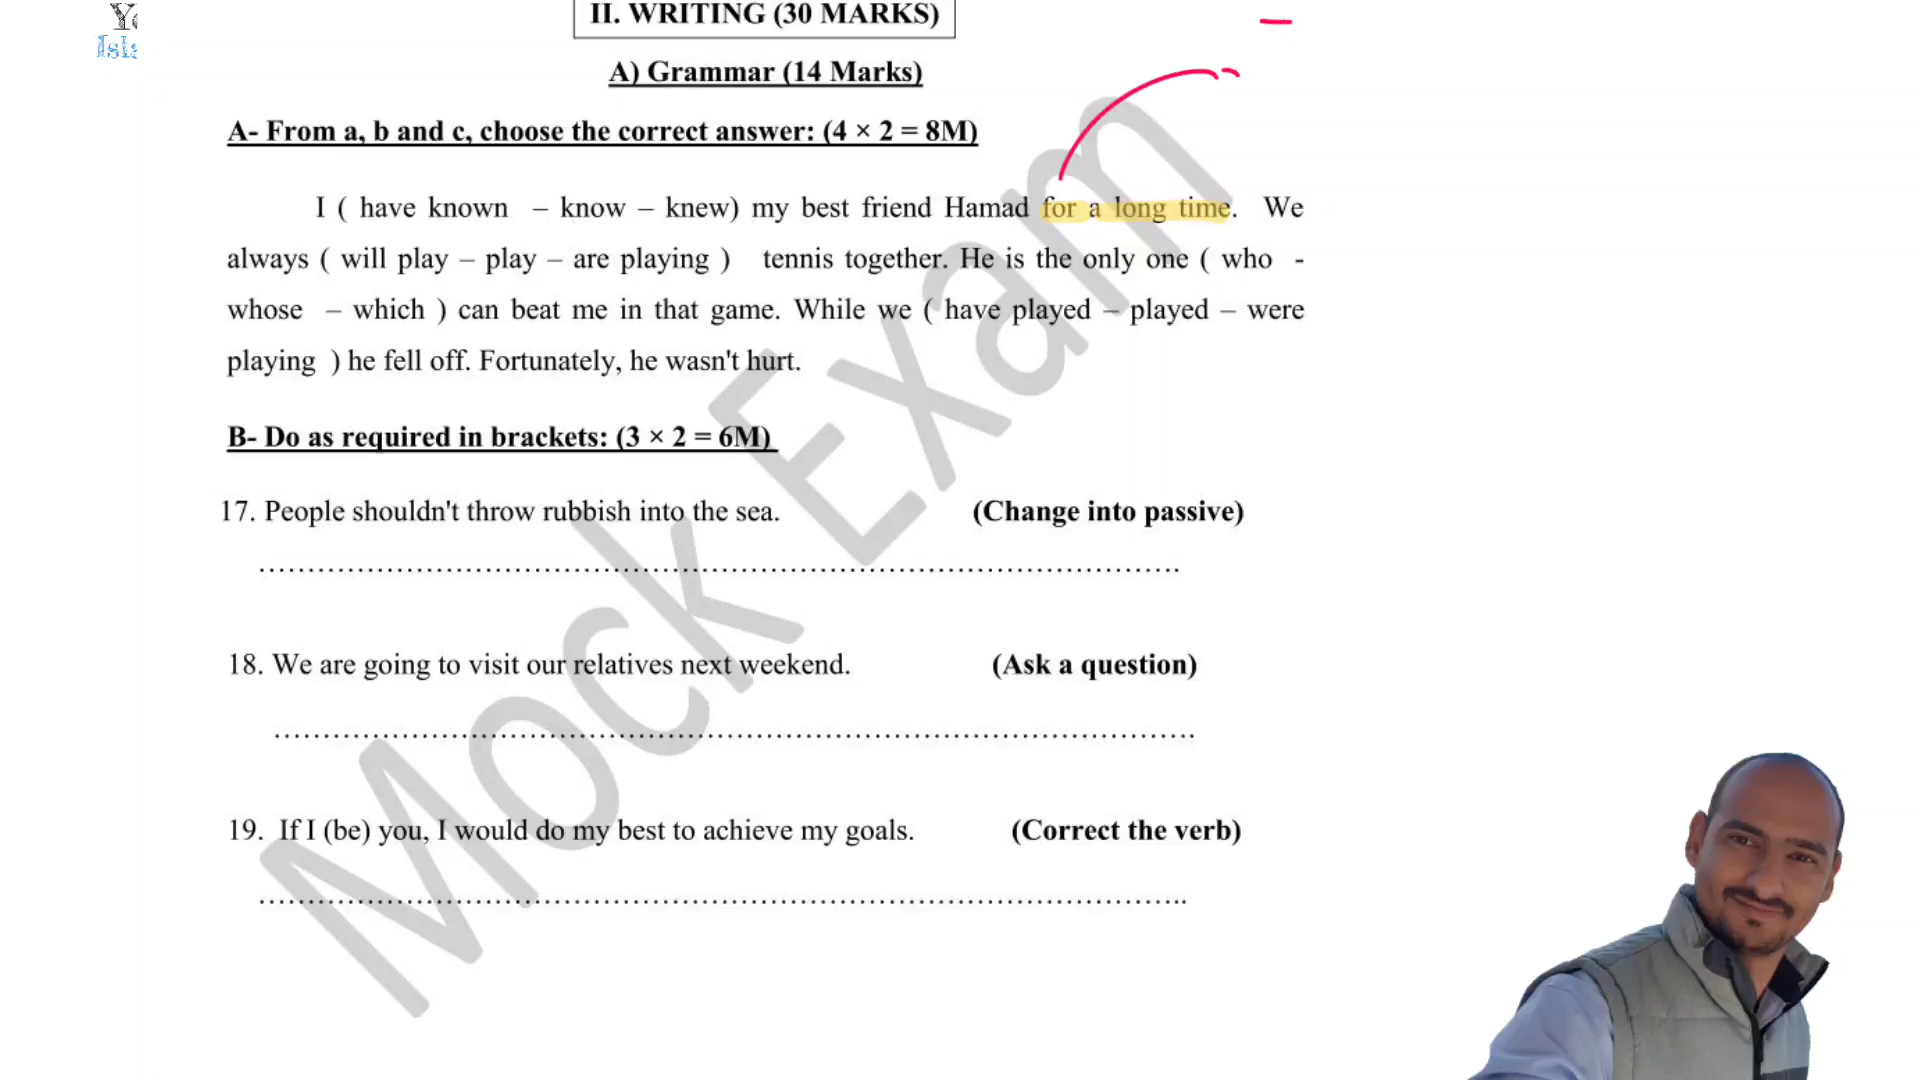 II. WRITING (30 MARKS)
A) Grammar (14 Marks)
A- From a, b and c, choose the correct answer: (4 × 2 = 8M)
I ( have known – know – knew) my best friend Hamad for a long time. We
always ( will play – play – are playing ) tennis together. He is the only one ( who -
whose – which ) can beat me in that game. While we ( have played – played – were
playing ) he fell off. Fortunately, he wasn't hurt.
B- Do as required in brackets: (3 × 2 = 6M)
17. People shouldn't throw rubbish into the sea. (Change into passive)
18. We are going to visit our relatives next weekend. (Ask a question)
19. If I (be) you, I would do my best to achieve my goals. (Correct the verb)
Mock Exam